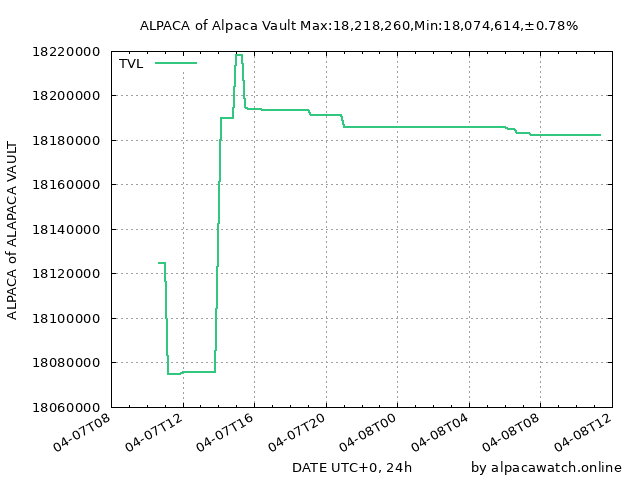 ALPACA of Alpaca Vault Max:18,218,260,Min:18,074,614,±0.78%
TVL
18220000
18200000
18180000
18160000
18140000
18120000
18100000
18080000
18060000
ALPACA of ALAPACA VAULT
04-07T08
04-07T12
04-07T16
04-07T20
04-08T00
04-08T04
04-08T08
04-08T12
DATE UTC+0, 24h
by alpacawatch.online